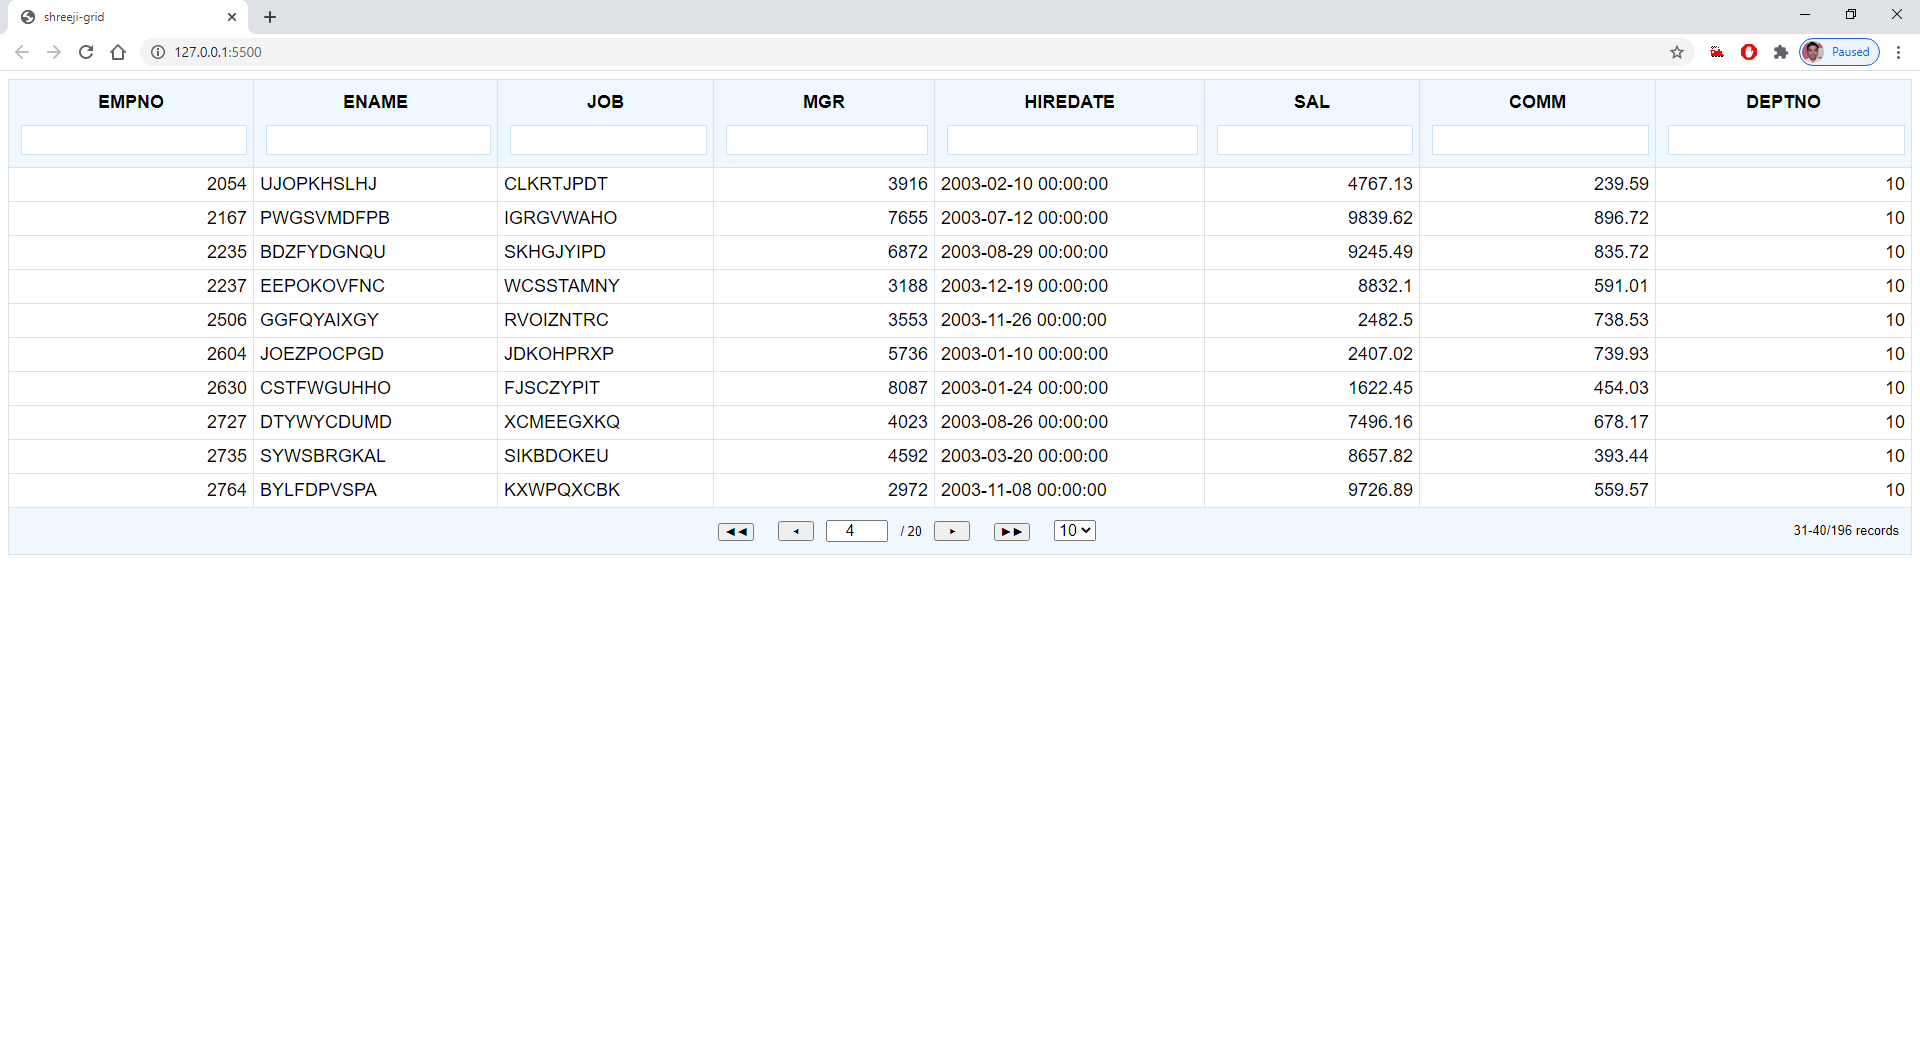 shreeji-grid
127.0.0.1:5500
Paused
EMPNO ENAME JOB MGR HIREDATE SAL COMM DEPTNO
2054 UJOPKHSLHJ CLKRTJPDT 3916 2003-02-10 00:00:00 4767.13 239.59 10
2167 PWGSVMDFPB IGRGVWAHO 7655 2003-07-12 00:00:00 9839.62 896.72 10
2235 BDZFYDGNQU SKHGJYIPD 6872 2003-08-29 00:00:00 9245.49 835.72 10
2237 EEPOKOVFNC WCSSTAMNY 3188 2003-12-19 00:00:00 8832.1 591.01 10
2506 GGFQYAIXGY RVOIZNTRC 3553 2003-11-26 00:00:00 2482.5 738.53 10
2604 JOEZPOCPGD JDKOHPRXP 5736 2003-01-10 00:00:00 2407.02 739.93 10
2630 CSTFWGUHHO FJSCZYPIT 8087 2003-01-24 00:00:00 1622.45 454.03 10
2727 DTYWYCDUMD XCMEEGXKQ 4023 2003-08-26 00:00:00 7496.16 678.17 10
2735 SYWSBRGKAL SIKBDOKEU 4592 2003-03-20 00:00:00 8657.82 393.44 10
2764 BYLFDPVSPA KXWPQXCBK 2972 2003-11-08 00:00:00 9726.89 559.57 10
4 / 20 10 31-40/196 records